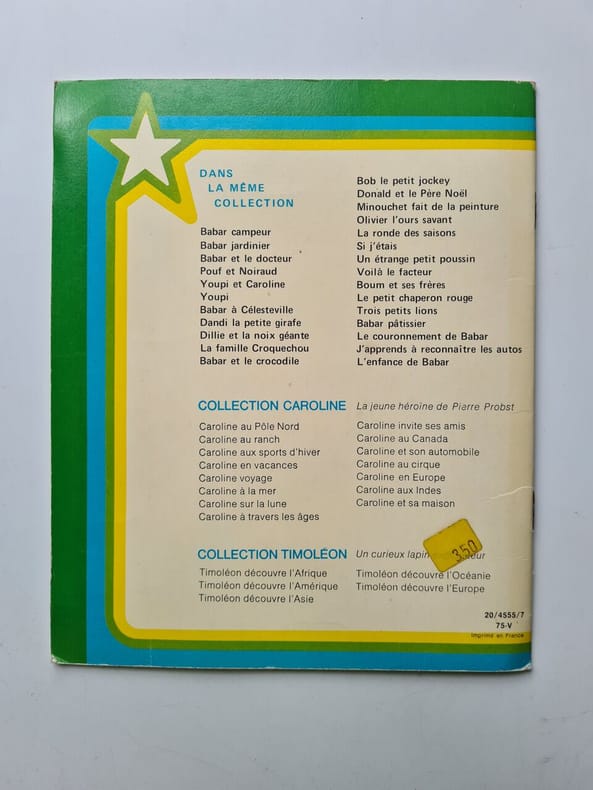 DANS
LA MÊME
COLLECTION
Babar campeur
Babar jardinier
Babar et le docteur
Pouf et Noiraud
Youpi et Caroline
Youpi
Babar à Célesteville
Dandi la petite girafe
Dillie et la noix géante
La famille Croquechou
Babar et le crocodile
Bob le petit jockey
Donald et le Père Noël
Minouchet fait de la peinture
Olivier l'ours savant
La ronde des saisons
Si j'étais
Un étrange petit poussin
Voilà le facteur
Boum et ses frères
Le petit chaperon rouge
Trois petits lions
Babar pâtissier
Le couronnement de Babar
J'apprends à reconnaître les autos
L'enfance de Babar
COLLECTION CAROLINE La jeune héroïne de Pierre Probst
Caroline au Pôle Nord
Caroline au ranch
Caroline aux sports d'hiver
Caroline en vacances
Caroline voyage
Caroline à la mer
Caroline sur la lune
Caroline à travers les âges
Caroline invite ses amis
Caroline au Canada
Caroline et son automobile
Caroline au cirque
Caroline en Europe
Caroline aux Indes
Caroline et sa maison
COLLECTION TIMOLÉON Un curieux lapin
3.50
Timoléon découvre l'Afrique
Timoléon découvre l'Amérique
Timoléon découvre l'Asie
Timoléon découvre l'Océanie
Timoléon découvre l'Europe
20/4555/7
75-V
Imprimé en France